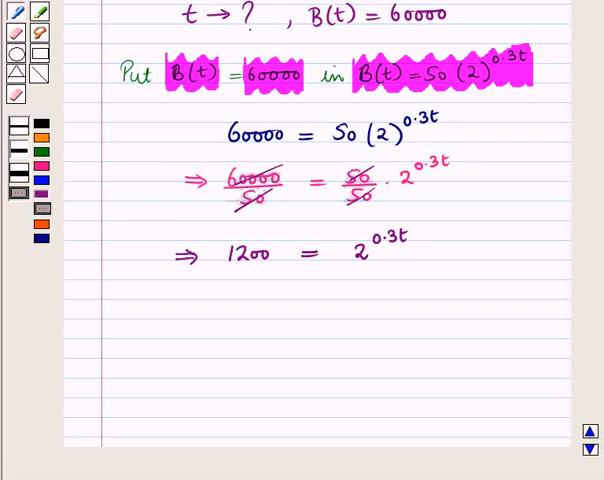 t → ? , B(t) = 60000
Put B(t) = 60000 in B(t) = 50 (2)^0.3t
60000 = 50 (2)^0.3t
⇒ 60000/50 = 50/50 · 2^0.3t
⇒ 1200 = 2^0.3t